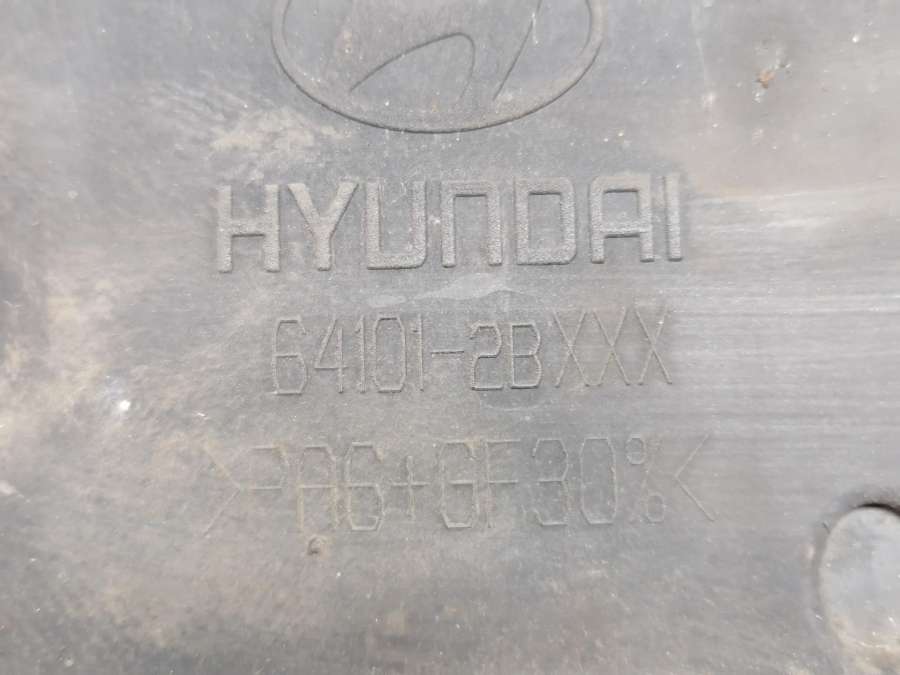 HYUNDAI
64101-2BXXX
>PA6+GF30%<